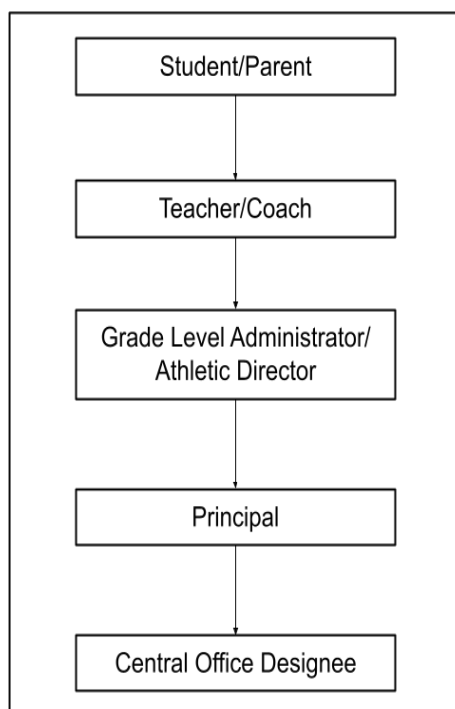 Student/Parent
Teacher/Coach
Grade Level Administrator/
Athletic Director
Principal
Central Office Designee